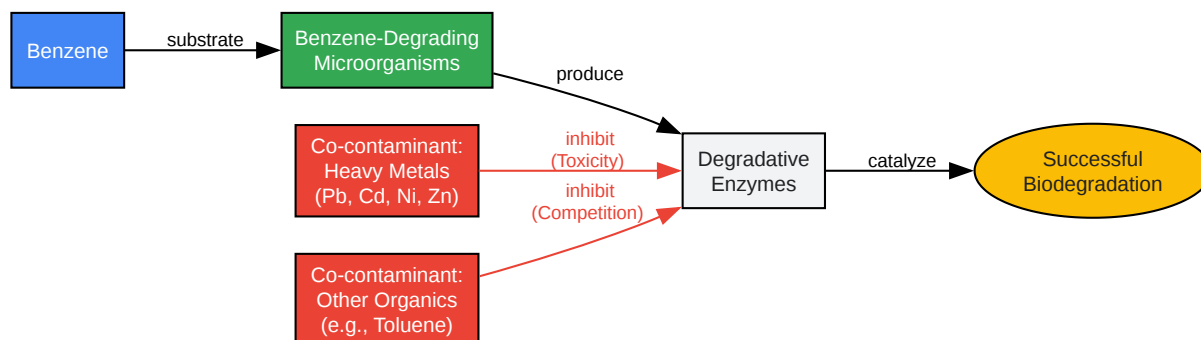 Benzene
substrate
Benzene-Degrading
Microorganisms
produce
Co-contaminant:
Heavy Metals
(Pb, Cd, Ni, Zn)
inhibit
(Toxicity)
inhibit
(Competition)
Co-contaminant:
Other Organics
(e.g., Toluene)
Degradative
Enzymes
catalyze
Successful
Biodegradation